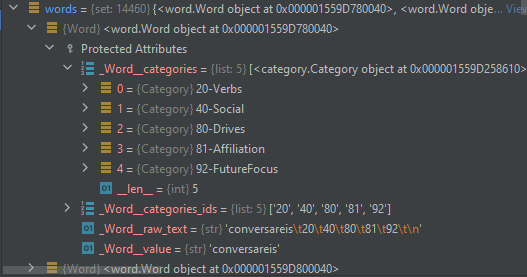 words = {set: 14460} {<word.Word object at 0x000001559D780040>, <word.Word obje... View
{Word} <word.Word object at 0x000001559D780040>
Protected Attributes
_Word__categories = {list: 5} [<category.Category object at 0x000001559D258610>
0 = {Category} 20-Verbs
1 = {Category} 40-Social
2 = {Category} 80-Drives
3 = {Category} 81-Affiliation
4 = {Category} 92-FutureFocus
01 __len__ = {int} 5
_Word__categories_ids = {list: 5} ['20', '40', '80', '81', '92']
01 _Word__raw_text = {str} 'conversareis\t20\t40\t80\t81\t92\t\n'
01 _Word__value = {str} 'conversareis'
{Word} <word.Word object at 0x000001559D800040>